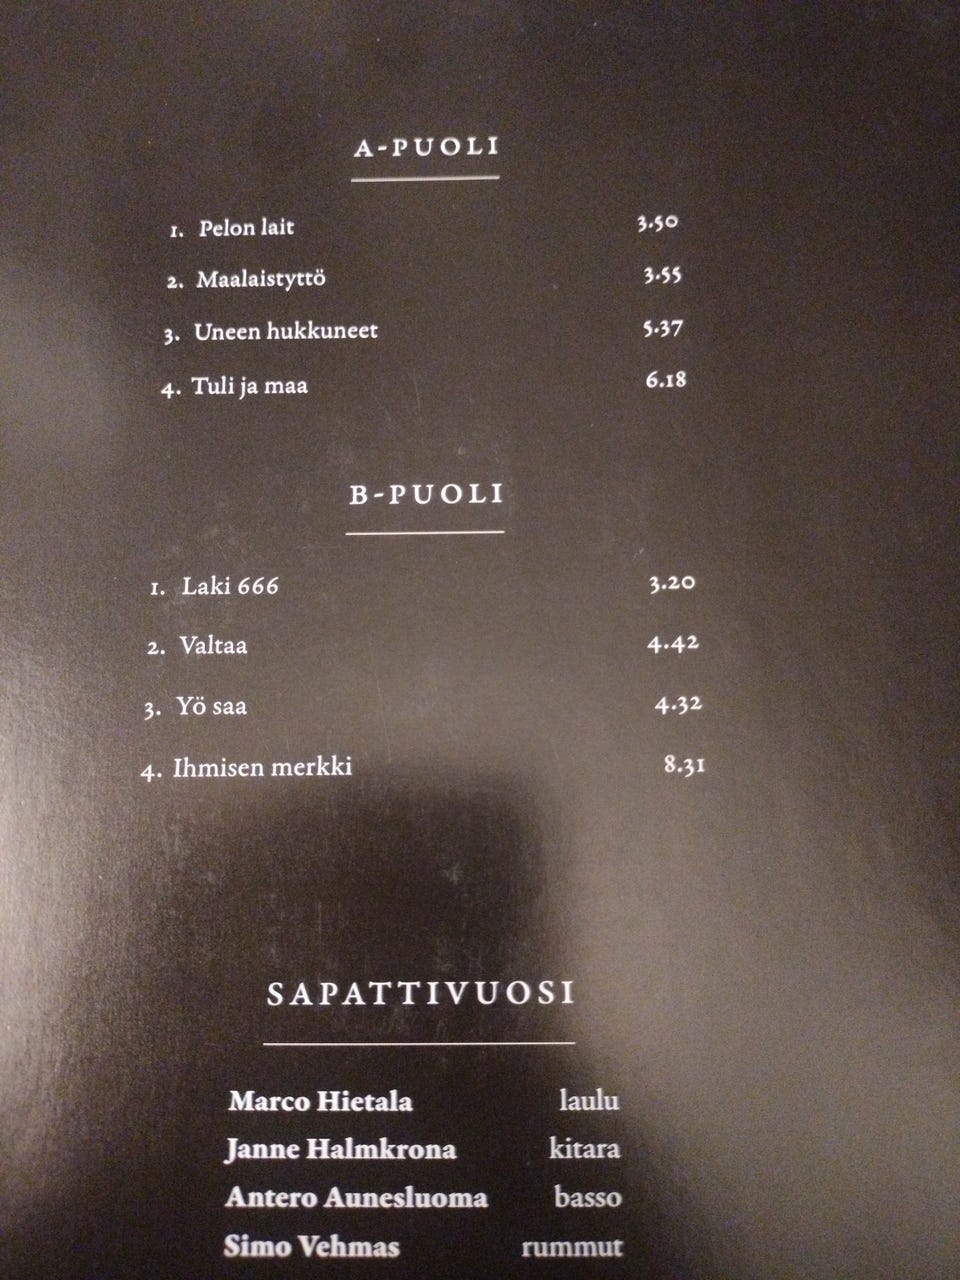 A-PUOLI
1. Pelon lait 3.50
2. Maalaistyttö 3.55
3. Uneen hukkuneet 5.37
4. Tuli ja maa 6.18
B-PUOLI
1. Laki 666 3.20
2. Valtaa 4.42
3. Yö saa 4.32
4. Ihmisen merkki 8.31
SAPATTIVUOSI
Marco Hietala laulu
Janne Halmkrona kitara
Antero Aunesluoma basso
Simo Vehmas rummut